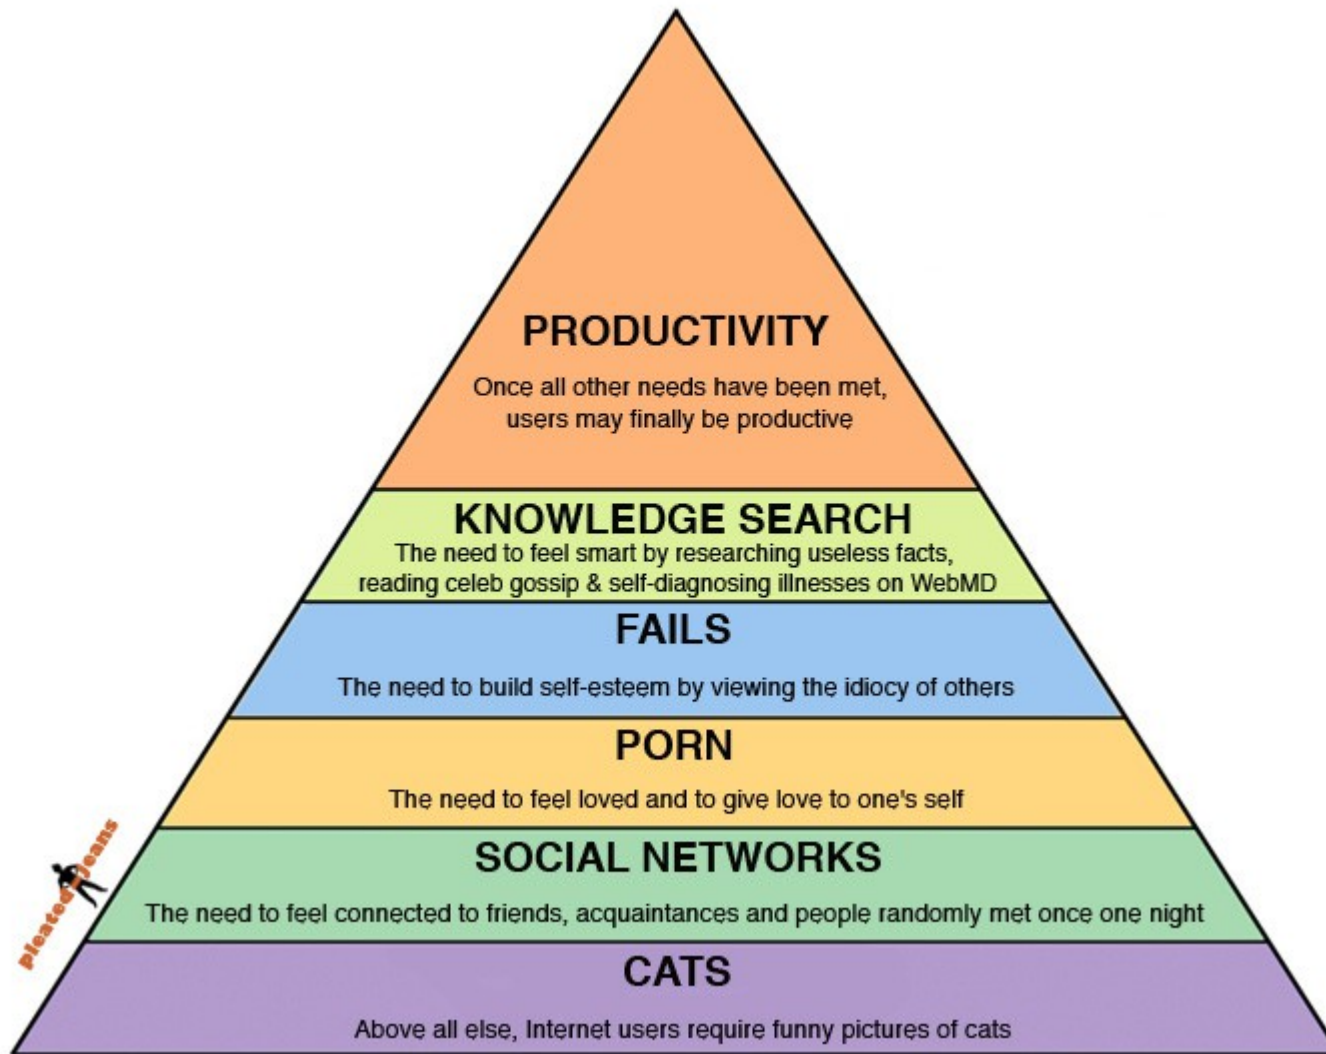 PRODUCTIVITY
Once all other needs have been met,
users may finally be productive
KNOWLEDGE SEARCH
The need to feel smart by researching useless facts,
reading celeb gossip & self-diagnosing illnesses on WebMD
FAILS
The need to build self-esteem by viewing the idiocy of others
PORN
The need to feel loved and to give love to one's self
SOCIAL NETWORKS
The need to feel connected to friends, acquaintances and people randomly met once one night
CATS
Above all else, Internet users require funny pictures of cats
pleated jeans